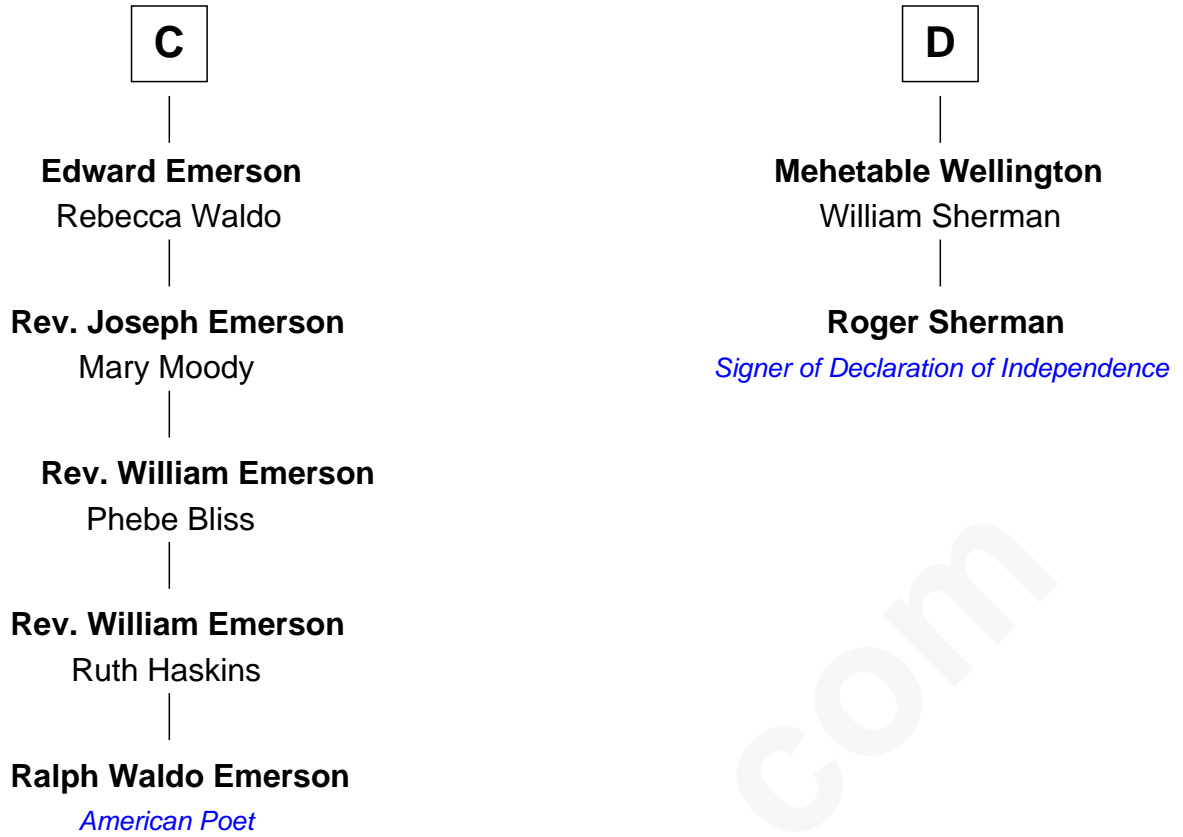 C
Edward Emerson
Rebecca Waldo
Rev. Joseph Emerson
Mary Moody
Rev. William Emerson
Phebe Bliss
Rev. William Emerson
Ruth Haskins
Ralph Waldo Emerson
American Poet
D
Mehetable Wellington
William Sherman
Roger Sherman
Signer of Declaration of Independence
com